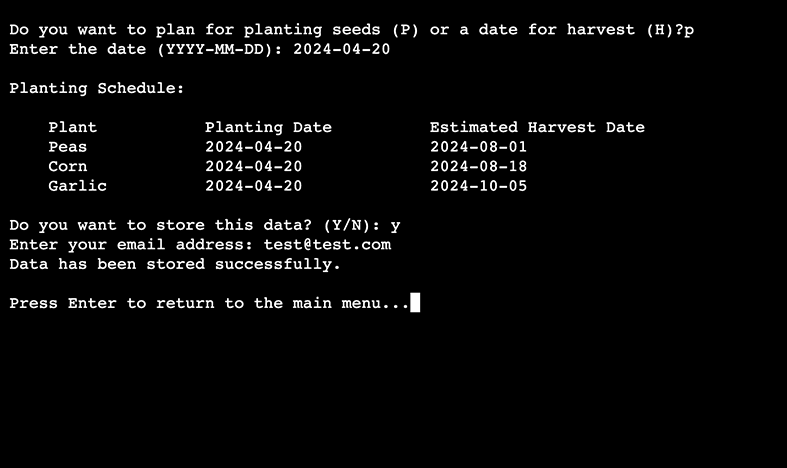 Do you want to plan for planting seeds (P) or a date for harvest (H)?p
Enter the date (YYYY-MM-DD): 2024-04-20
Planting Schedule:
Plant Planting Date Estimated Harvest Date
Peas 2024-04-20 2024-08-01
Corn 2024-04-20 2024-08-18
Garlic 2024-04-20 2024-10-05
Do you want to store this data? (Y/N): y
Enter your email address: test@test.com
Data has been stored successfully.
Press Enter to return to the main menu...